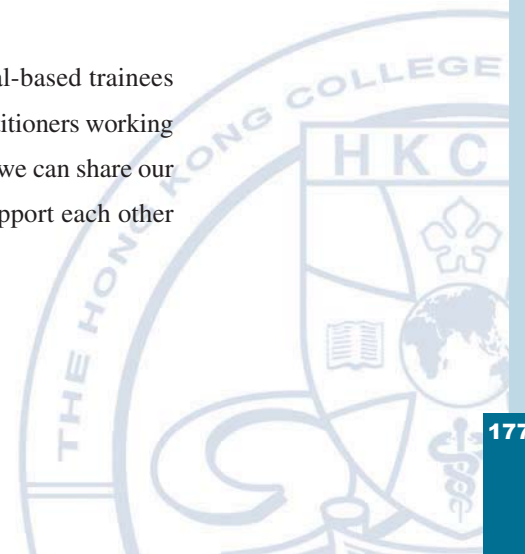 al-based trainees
itioners working
we can share our
pport each other
THE HONG KONG COLLEGE
HKC
177